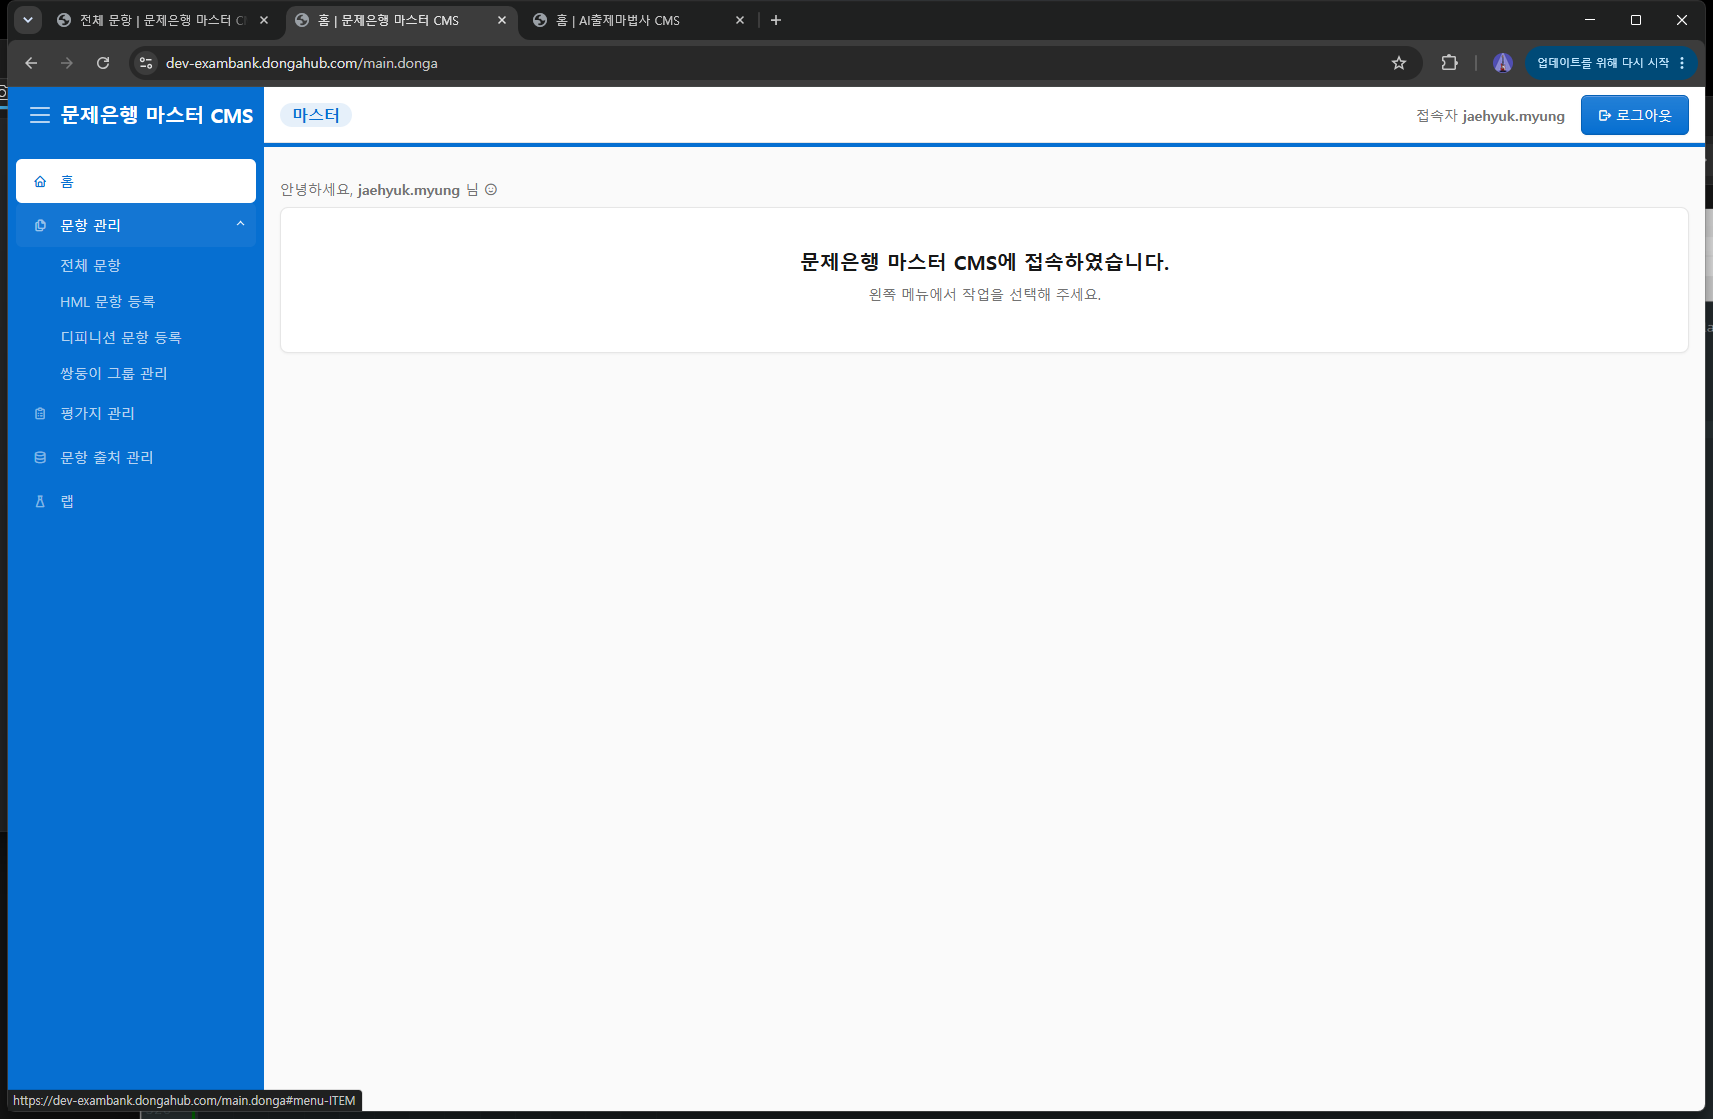 전체 문항 | 문제은행 마스터 C
홈 | 문제은행 마스터 CMS
홈 | AI출제마법사 CMS
dev-exambank.dongahub.com/main.donga
업데이트를 위해 다시 시작
문제은행 마스터 CMS
마스터
접속자 jaehyuk.myung
로그아웃
홈
문항 관리
전체 문항
HML 문항 등록
디피니션 문항 등록
쌍둥이 그룹 관리
평가지 관리
문항 출처 관리
랩
안녕하세요, jaehyuk.myung 님
문제은행 마스터 CMS에 접속하였습니다.
왼쪽 메뉴에서 작업을 선택해 주세요.
https://dev-exambank.dongahub.com/main.donga#menu-ITEM